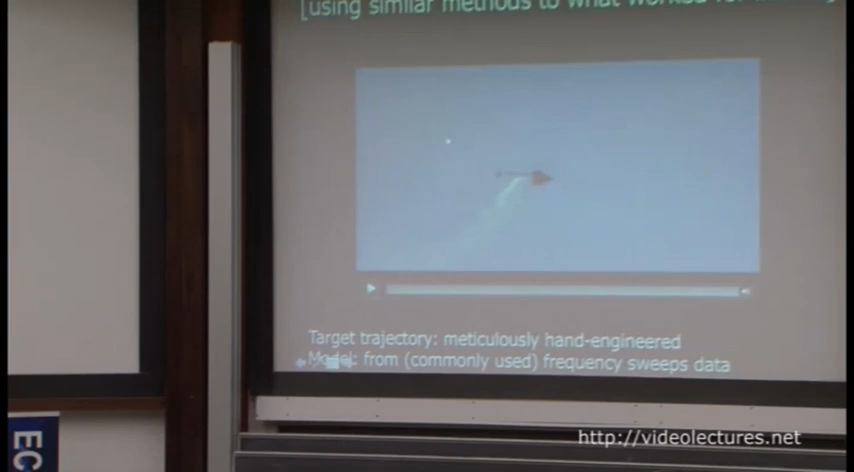 [using similar methods to what worked for
Target trajectory: meticulously hand-engineered
Model: from (commonly used) frequency sweeps data
EC
http://videolectures.net